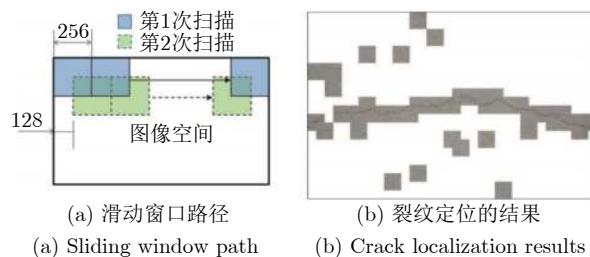 第1次扫描
256
第2次扫描
128
图像空间
(a) 滑动窗口路径
(b) 裂纹定位的结果
(a) Sliding window path
(b) Crack localization results